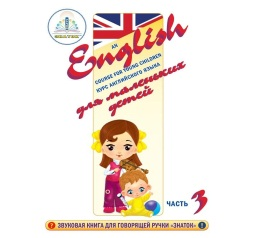 ЗНАТОК
AN
English
COURSE FOR YOUNG CHILDREN
КУРС АНГЛИЙСКОГО ЯЗЫКА
для маленьких
детей
ЧАСТЬ 3
? ЗВУКОВАЯ КНИГА ДЛЯ ГОВОРЯЩЕЙ РУЧКИ «ЗНАТОК» !